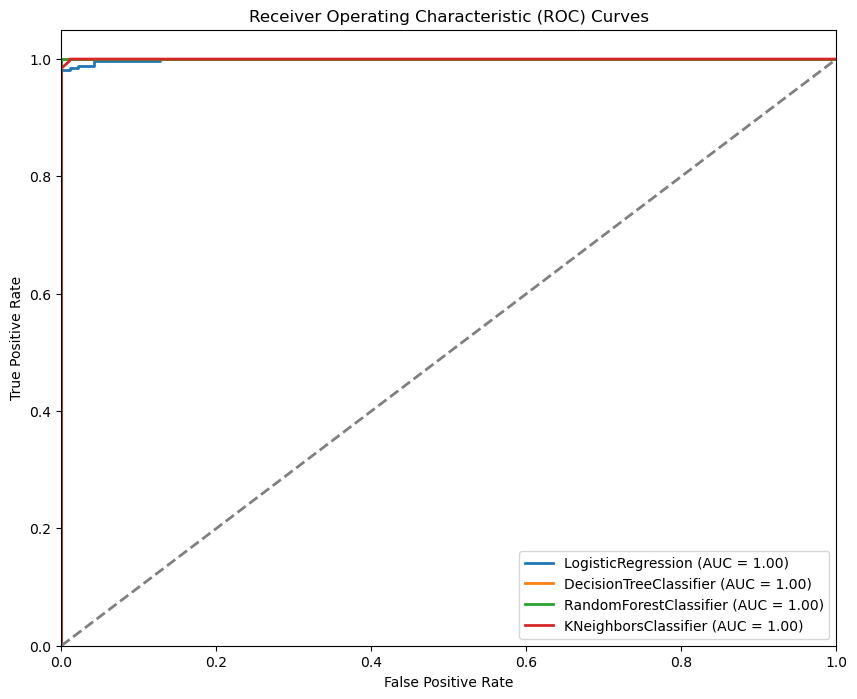 Receiver Operating Characteristic (ROC) Curves
True Positive Rate
1.0
0.8
0.6
0.4
0.2
0.0
LogisticRegression (AUC = 1.00)
DecisionTreeClassifier (AUC = 1.00)
RandomForestClassifier (AUC = 1.00)
KNeighborsClassifier (AUC = 1.00)
0.0 0.2 0.4 0.6 0.8 1.0
False Positive Rate